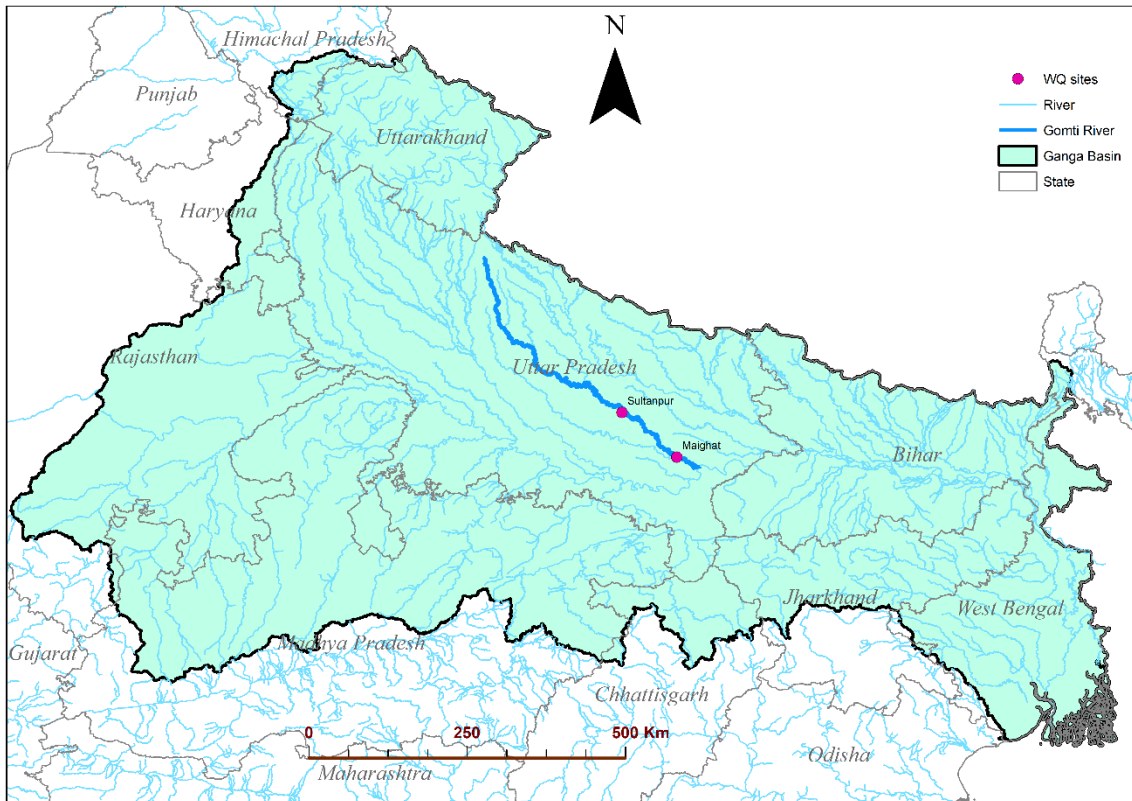 Himachal Pradesh
N
Punjab
WQ sites
River
Gomti River
Ganga Basin
State
Uttarakhand
Haryana
Rajasthan
Uttar Pradesh
Sultanpur
Maighat
Bihar
Jharkhand
West Bengal
Madhya Pradesh
Gujarat
Chhattisgarh
0 250 500 Km
Odisha
Maharashtra